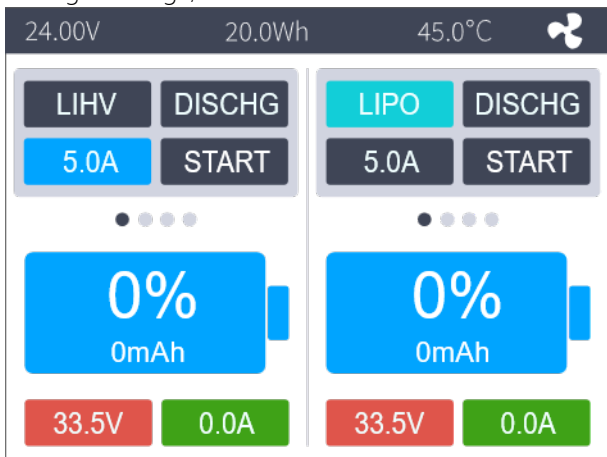 24.00V 20.0Wh 45.0°C
LIHV DISCHG
5.0A START
0%
0mAh
33.5V 0.0A
LIPO DISCHG
5.0A START
0%
0mAh
33.5V 0.0A